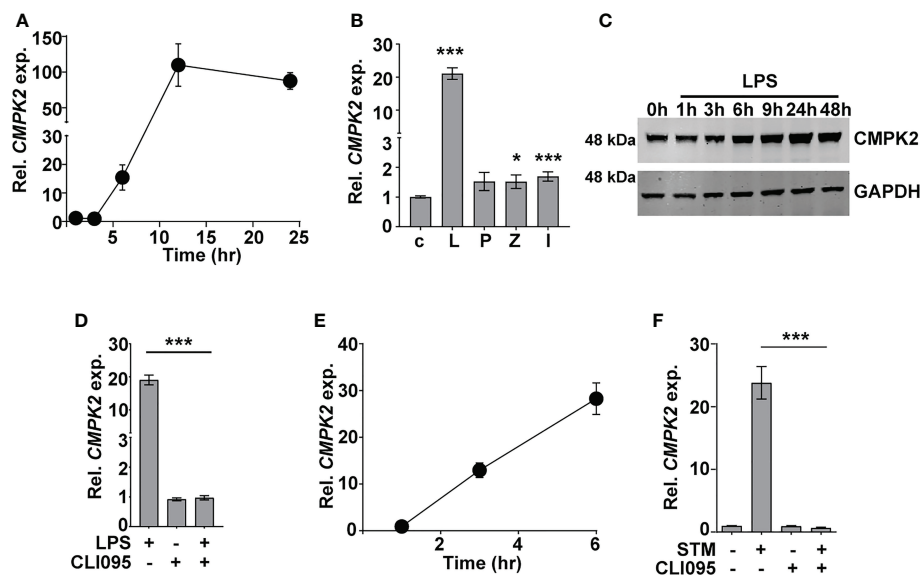 A
Rel. CMPK2 exp.
150
100
50
30
20
10
0
5
10
15
20
25
Time (hr)
B
Rel. CMPK2 exp.
30
20
10
3
2
1
0
***
*
***
c L P Z I
C
LPS
0h 1h 3h 6h 9h 24h 48h
48 kDa
CMPK2
48 kDa
GAPDH
D
Rel. CMPK2 exp.
30
20
10
3
2
1
0
***
LPS + - +
CLI095 - + +
E
Rel. CMPK2 exp.
40
30
20
10
0
2
4
6
Time (hr)
F
Rel. CMPK2 exp.
30
20
10
0
***
STM - + - +
CLI095 - - + +